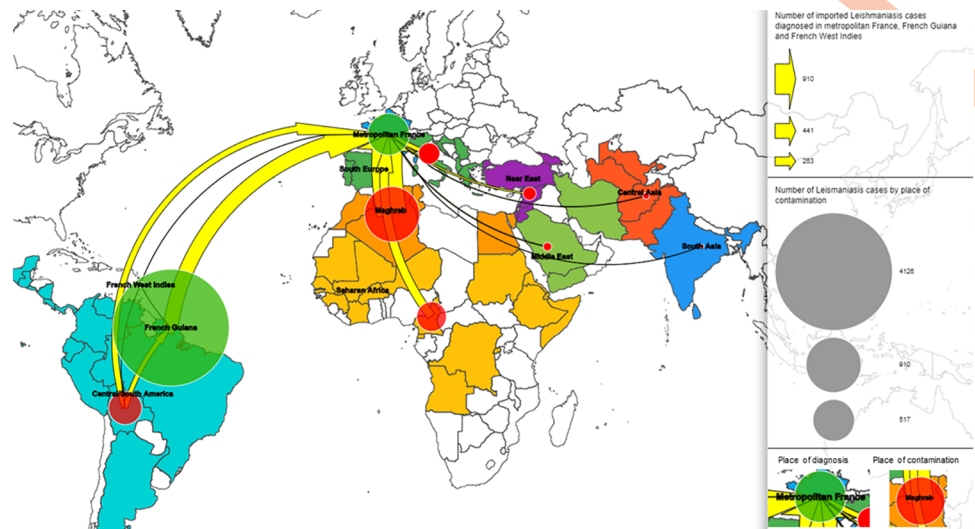 Number of imported Leishmaniasis cases
diagnosed in metropolitan France, French Guiana
and French West Indies
910
441
263
Number of Leismaniasis cases by place of
contamination
4126
910
517
Place of diagnosis
Place of contamination
Metropolitan France
Maghreb
Metropolitan France
South Europe
Near East
Central Asia
Maghreb
South Asia
Middle East
French West Indies
Saharan Africa
French Guiana
Central/South America